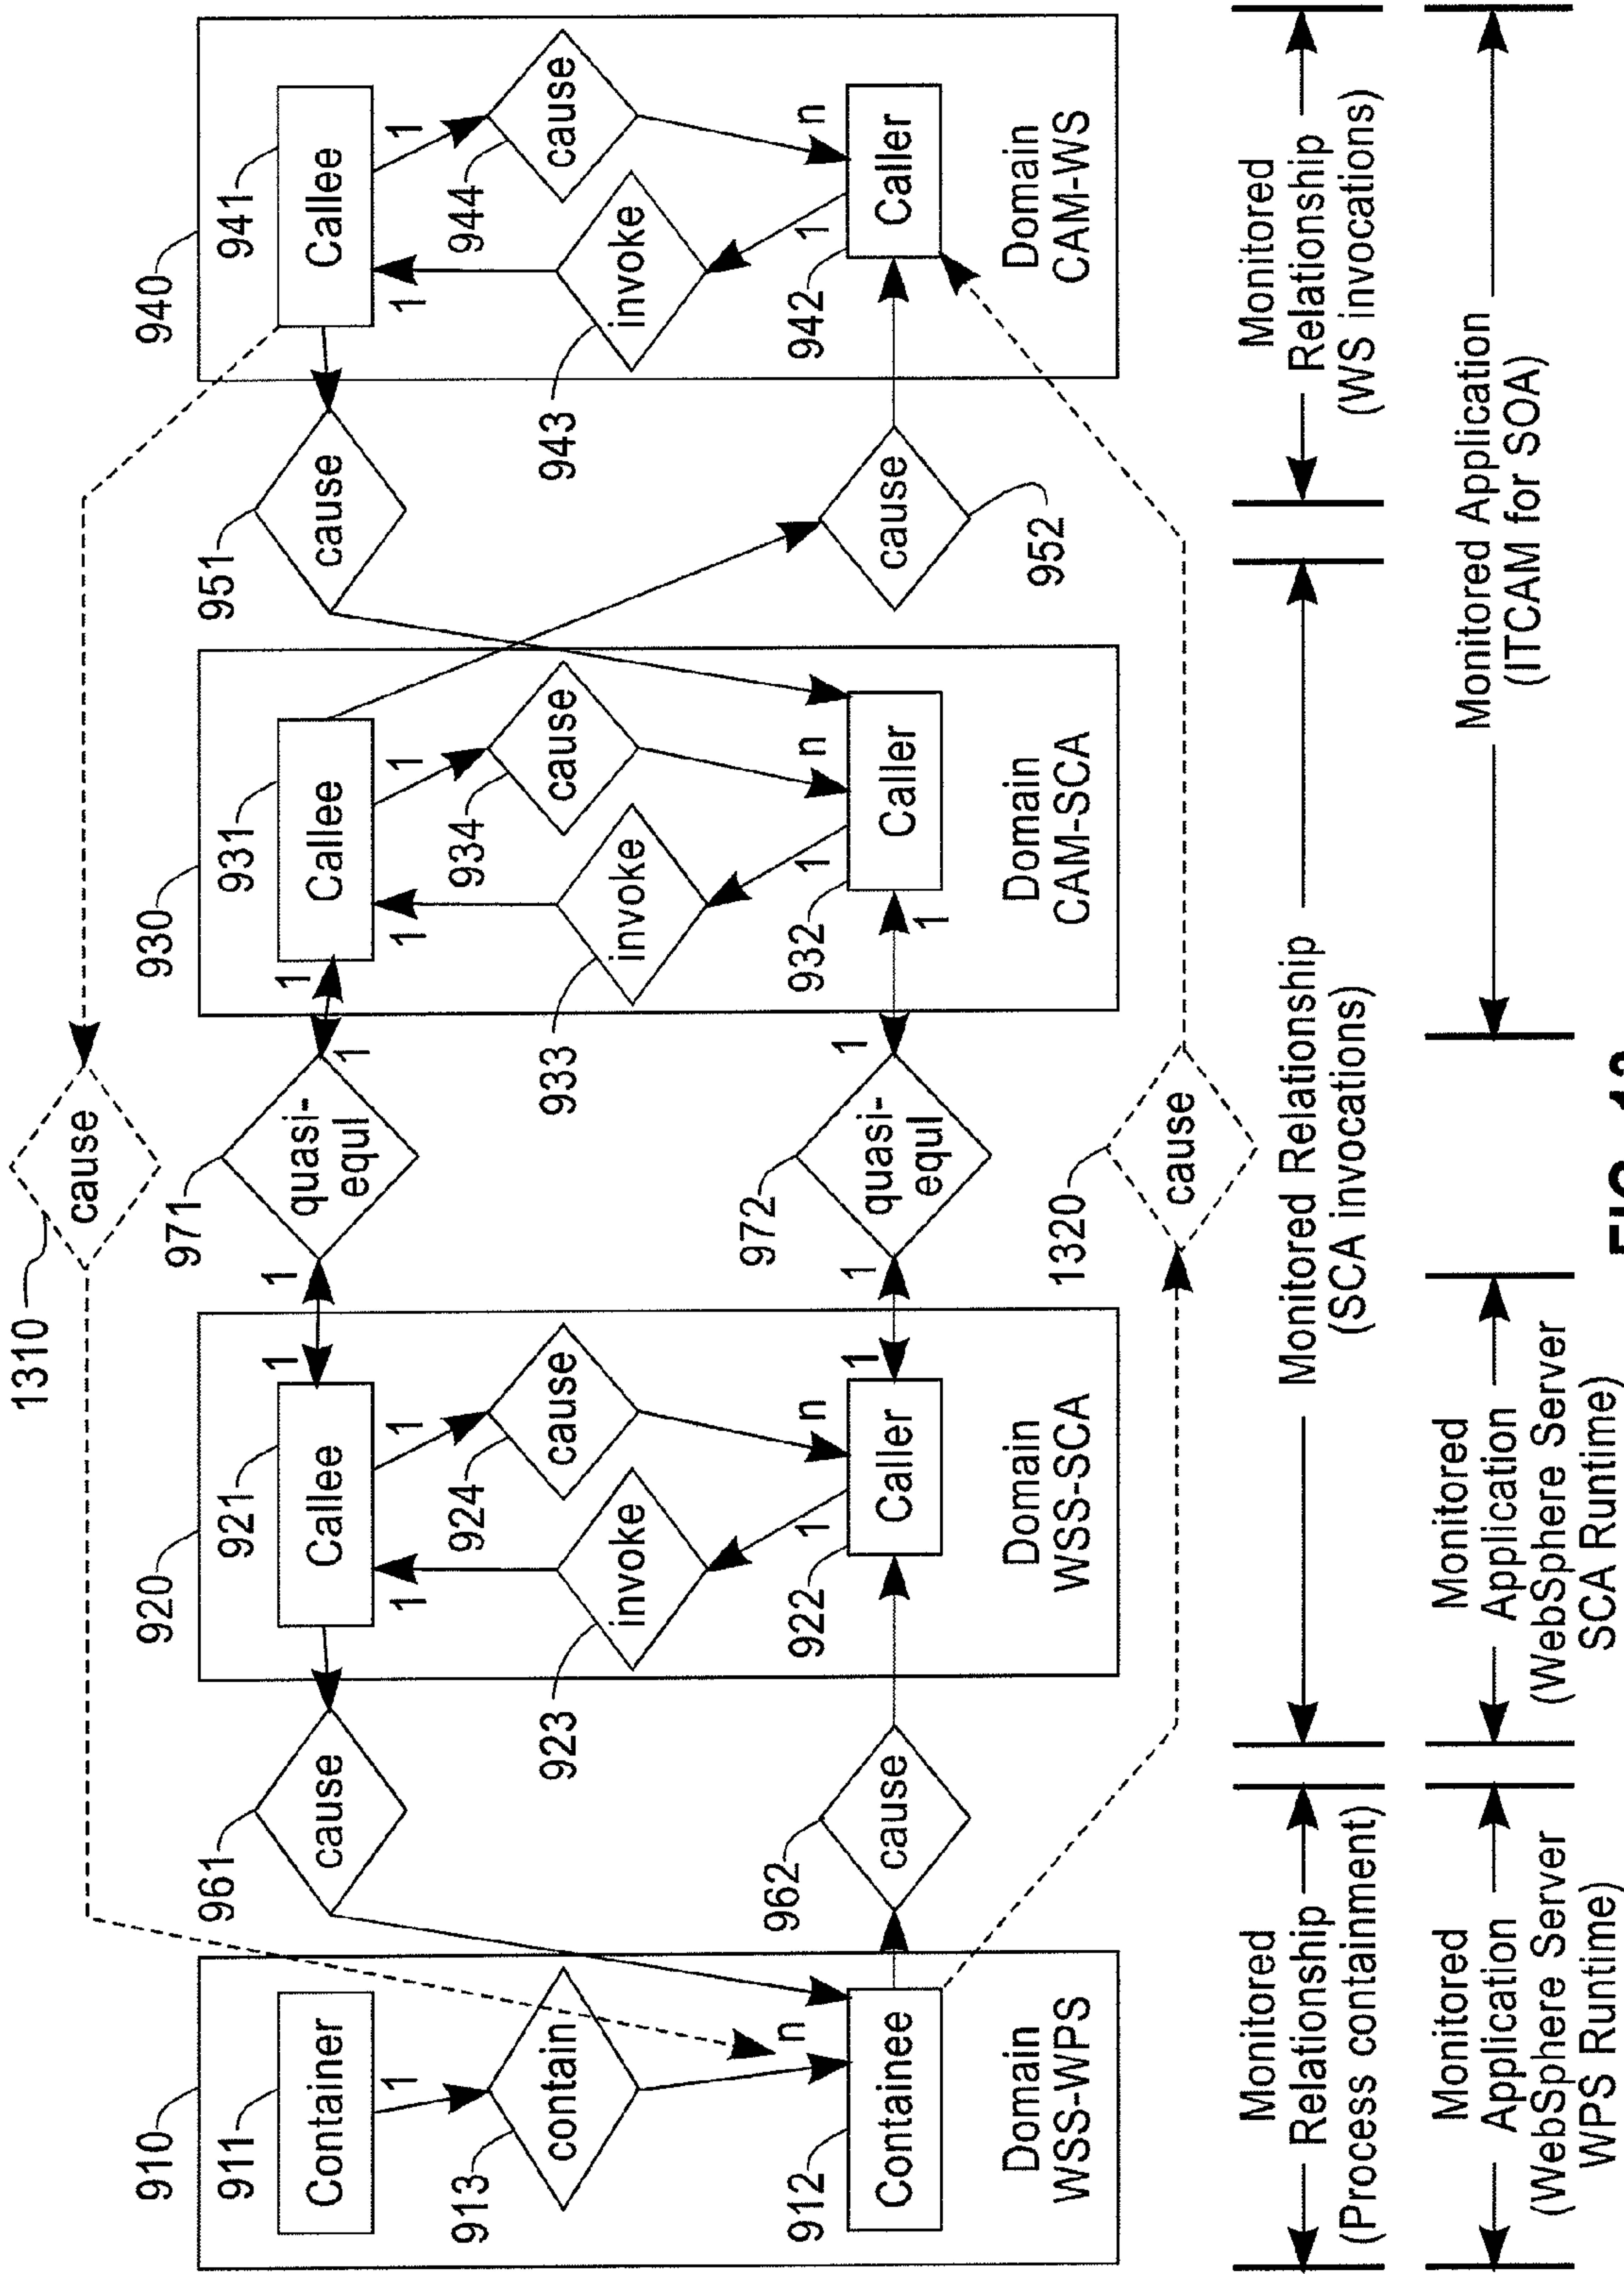 1310
cause
910
911
Container
1
913
contain
n
912
Containee
Domain
WSS-WPS
961
cause
962
cause
920
921
Callee
1
1
1
924
cause
923
invoke
n
1
922
Caller
1
Domain
WSS-SCA
971
1
quasi-
equl
1
972
1
quasi-
equl
1
930
931
Callee
1
1
1
934
cause
933
invoke
n
1
932
Caller
1
Domain
CAM-SCA
951
cause
952
cause
940
941
Callee
1
1
944
cause
943
invoke
n
1
942
Caller
Domain
CAM-WS
1320
cause
Monitored
Relationship
(Process containment)
Monitored Relationship
(SCA invocations)
Monitored
Relationship
(WS invocations)
Monitored
Application
(WebSphere Server
WPS Runtime)
Monitored
Application
(WebSphere Server
SCA Runtime)
Monitored Application
(ITCAM for SOA)